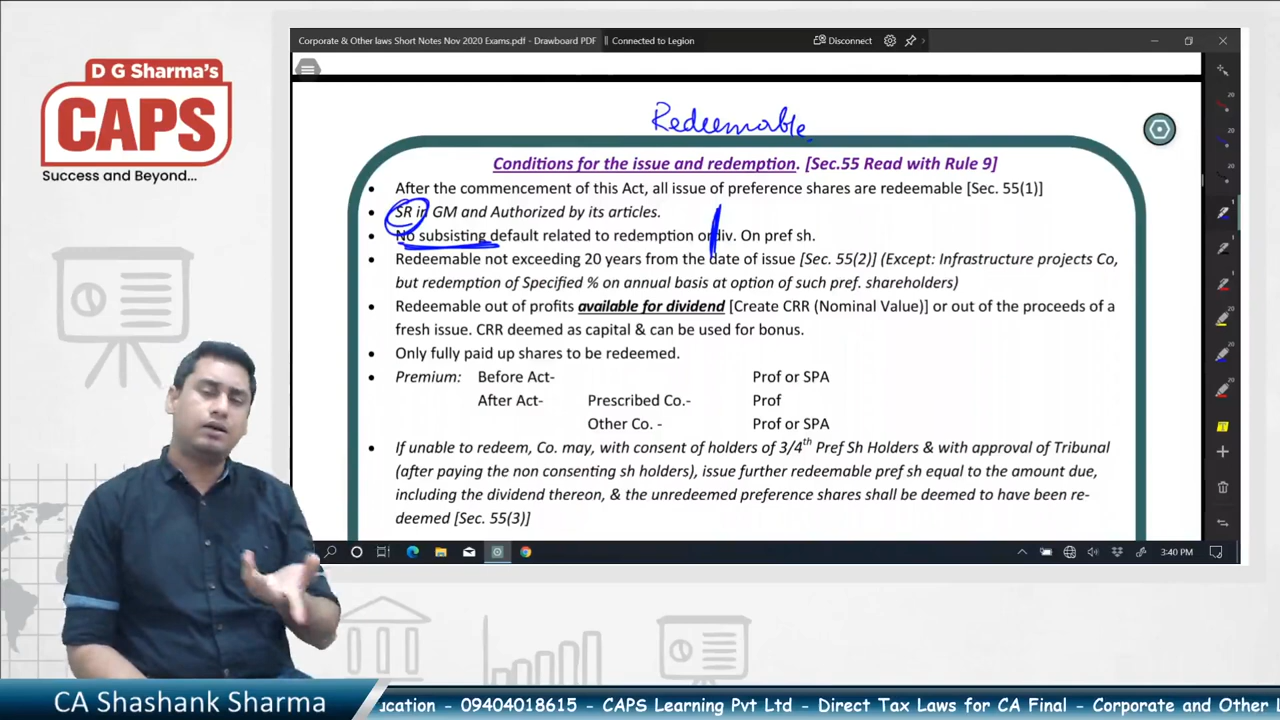 D G Sharma's
CAPS
Success and Beyond...
Corporate & Other laws Short Notes Nov 2020 Exams.pdf - Drawboard PDF
Connected to Legion
Disconnect
Redeemable
Conditions for the issue and redemption. [Sec.55 Read with Rule 9]
• After the commencement of this Act, all issue of preference shares are redeemable [Sec. 55(1)]
• SR in GM and Authorized by its articles.
• No subsisting default related to redemption or div. On pref sh.
• Redeemable not exceeding 20 years from the date of issue [Sec. 55(2)] (Except: Infrastructure projects Co,
but redemption of Specified % on annual basis at option of such pref. shareholders)
• Redeemable out of profits available for dividend [Create CRR (Nominal Value)] or out of the proceeds of a
fresh issue. CRR deemed as capital & can be used for bonus.
• Only fully paid up shares to be redeemed.
• Premium: Before Act- Prof or SPA
After Act- Prescribed Co.- Prof
Other Co. - Prof or SPA
• If unable to redeem, Co. may, with consent of holders of 3/4th Pref Sh Holders & with approval of Tribunal
(after paying the non consenting sh holders), issue further redeemable pref sh equal to the amount due,
including the dividend thereon, & the unredeemed preference shares shall be deemed to have been re-
deemed [Sec. 55(3)]
20
20
20
20
20
20
20
3:40 PM
CA Shashank Sharma
ucation - 09404018615 - CAPS Learning Pvt Ltd - Direct Tax Laws for CA Final - Corporate and Other L